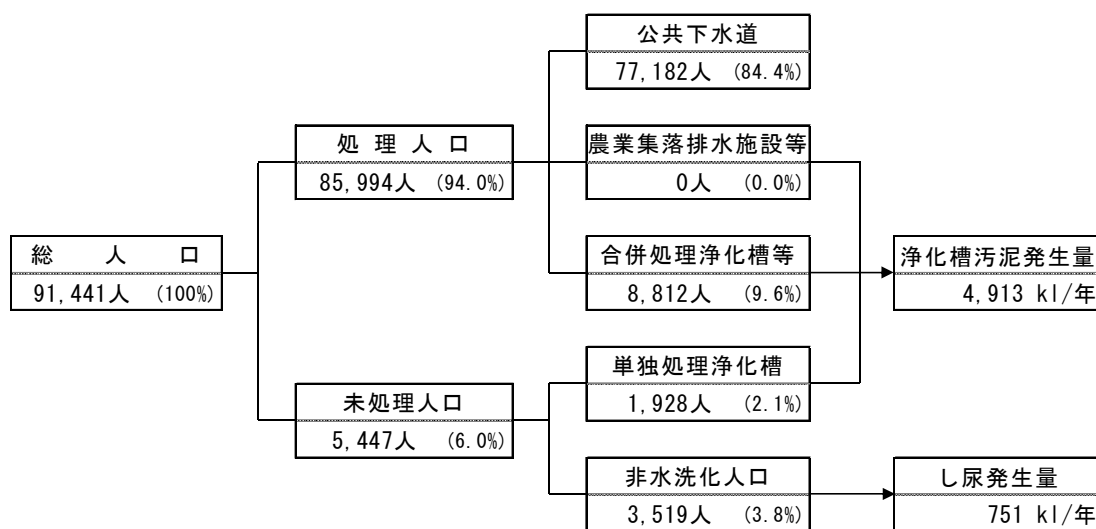 総人口
91,441人 (100%)
処理人口
85,994人 (94.0%)
未処理人口
5,447人 (6.0%)
公共下水道
77,182人 (84.4%)
農業集落排水施設等
0人 (0.0%)
合併処理浄化槽等
8,812人 (9.6%)
単独処理浄化槽
1,928人 (2.1%)
非水洗化人口
3,519人 (3.8%)
浄化槽汚泥発生量
4,913 kl/年
し尿発生量
751 kl/年